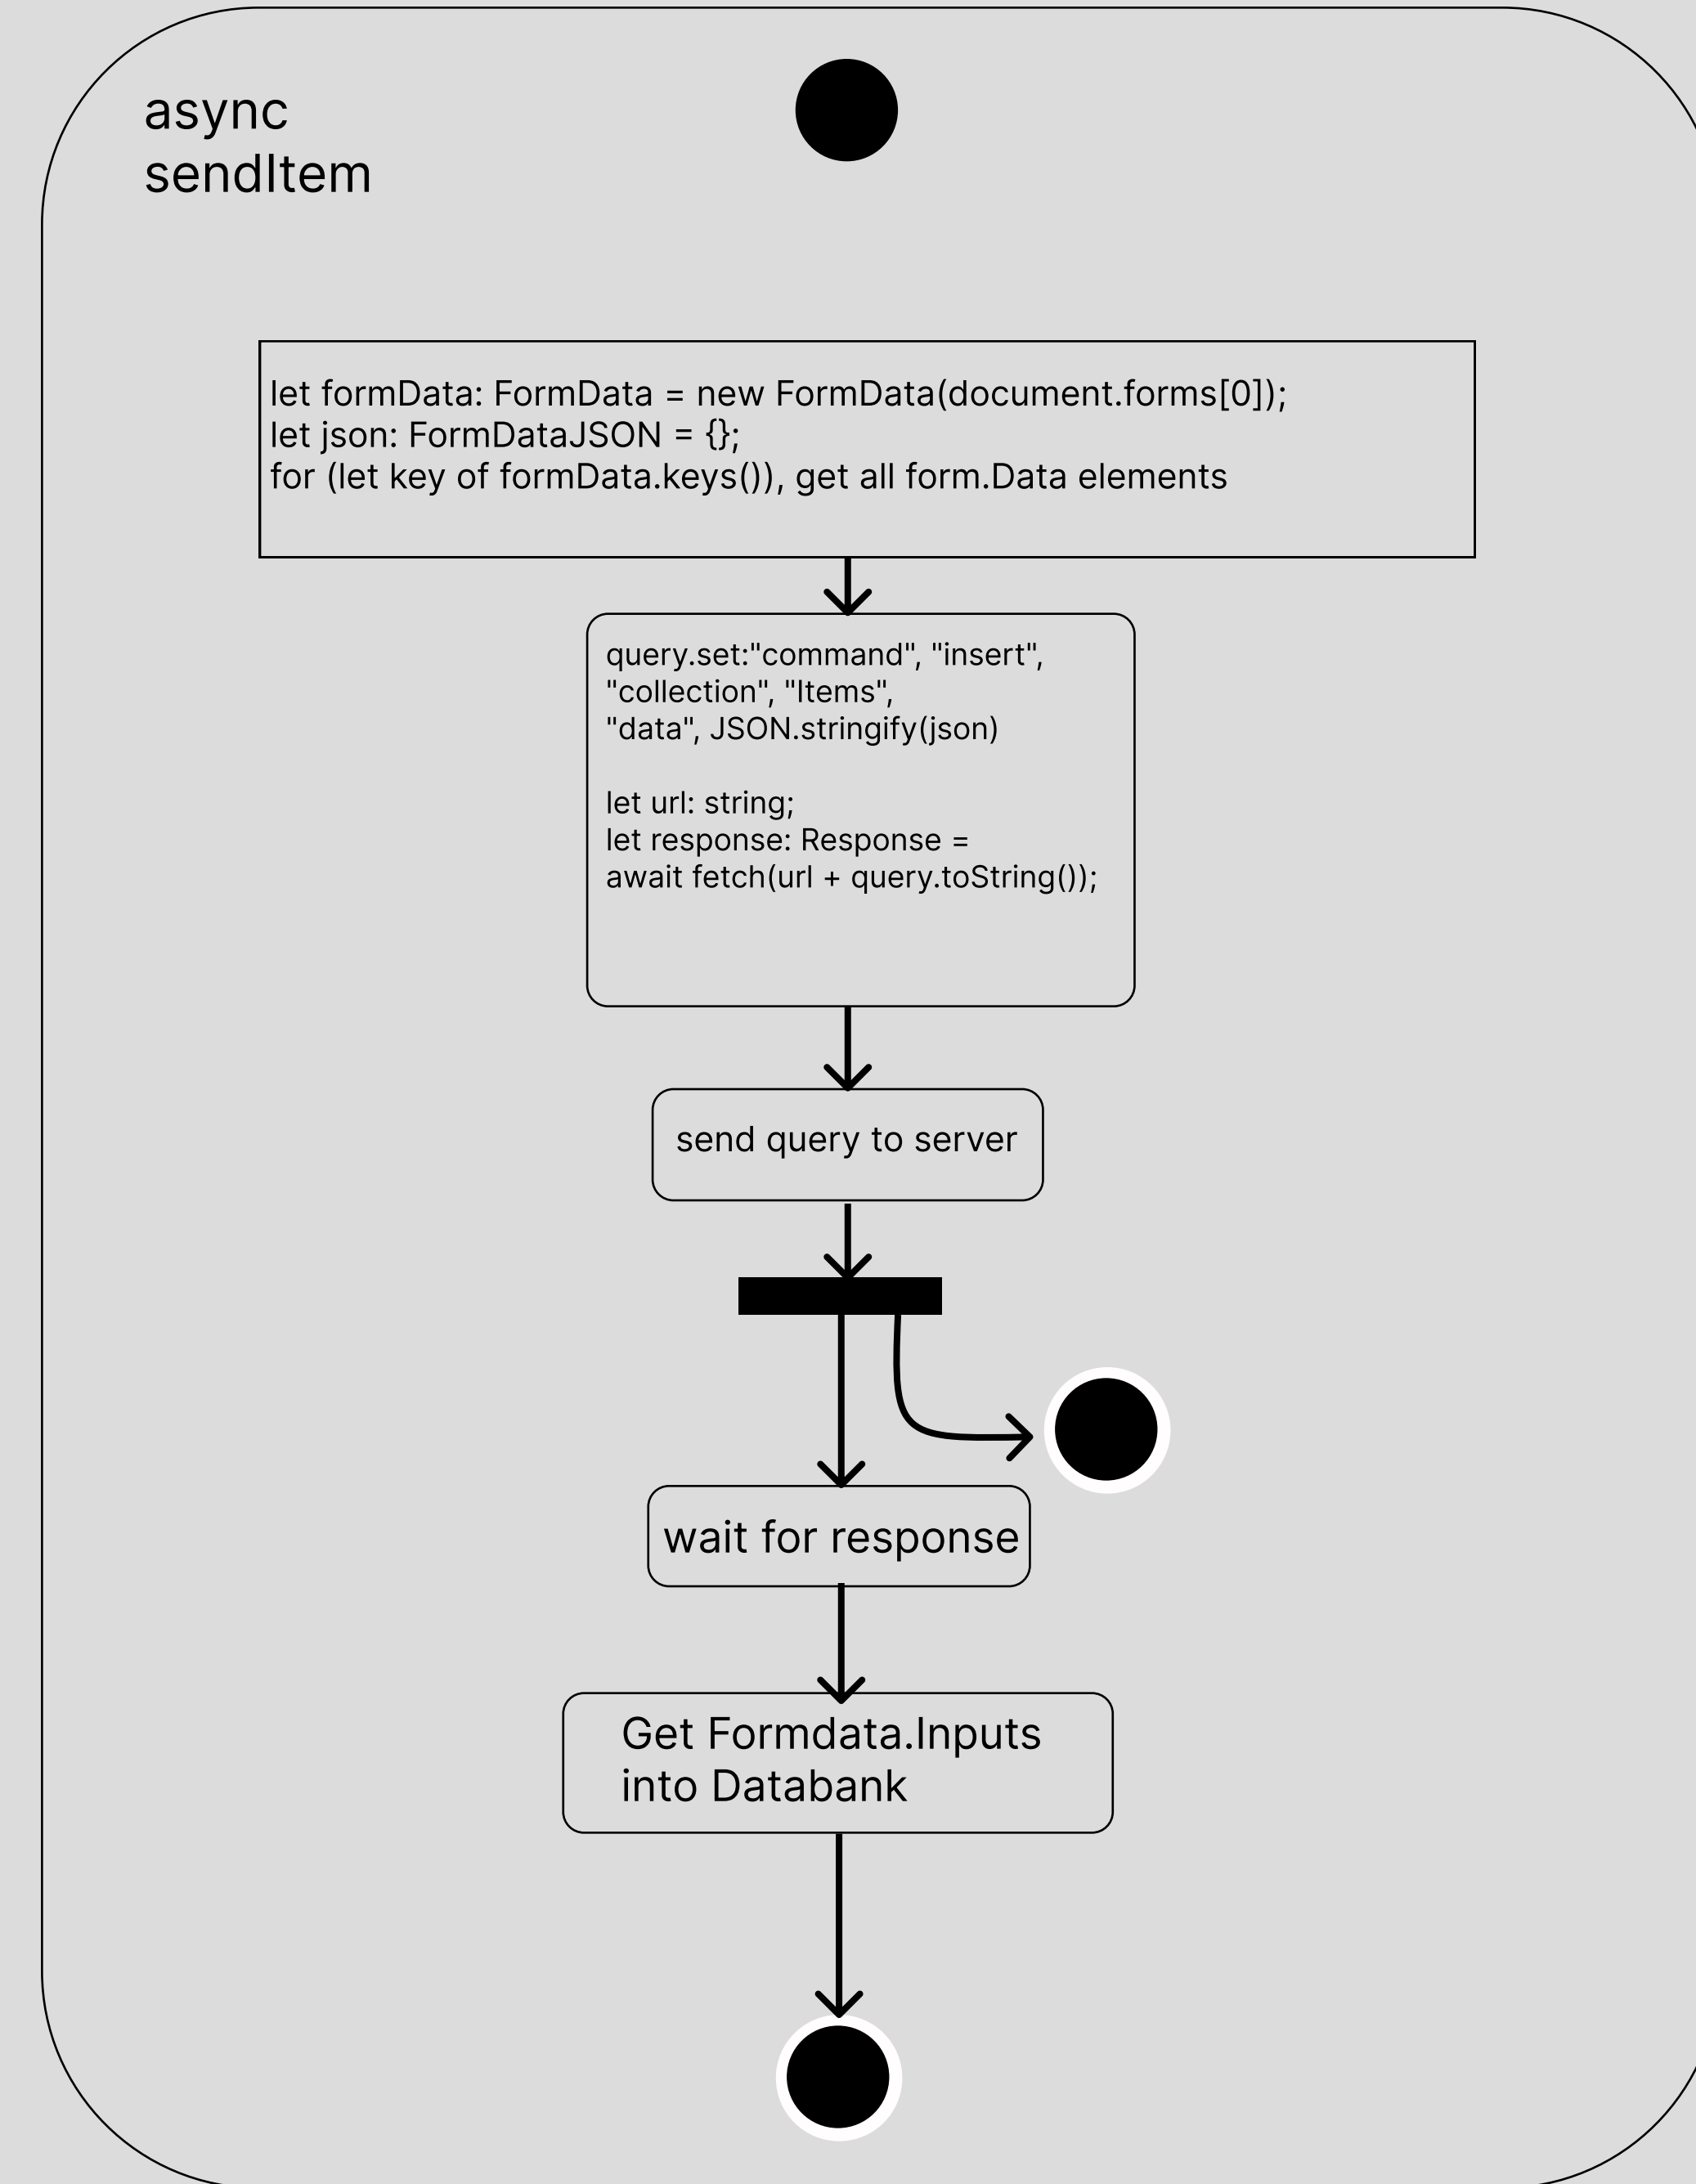 async
sendItem
let formData: FormData = new FormData(document.forms[0]);
let json: FormDataJSON = {};
for (let key of formData.keys()), get all form.Data elements
query.set:"command", "insert",
"collection", "Items",
"data", JSON.stringify(json)
let url: string;
let response: Response =
await fetch(url + query.toString());
send query to server
wait for response
Get Formdata.Inputs
into Databank